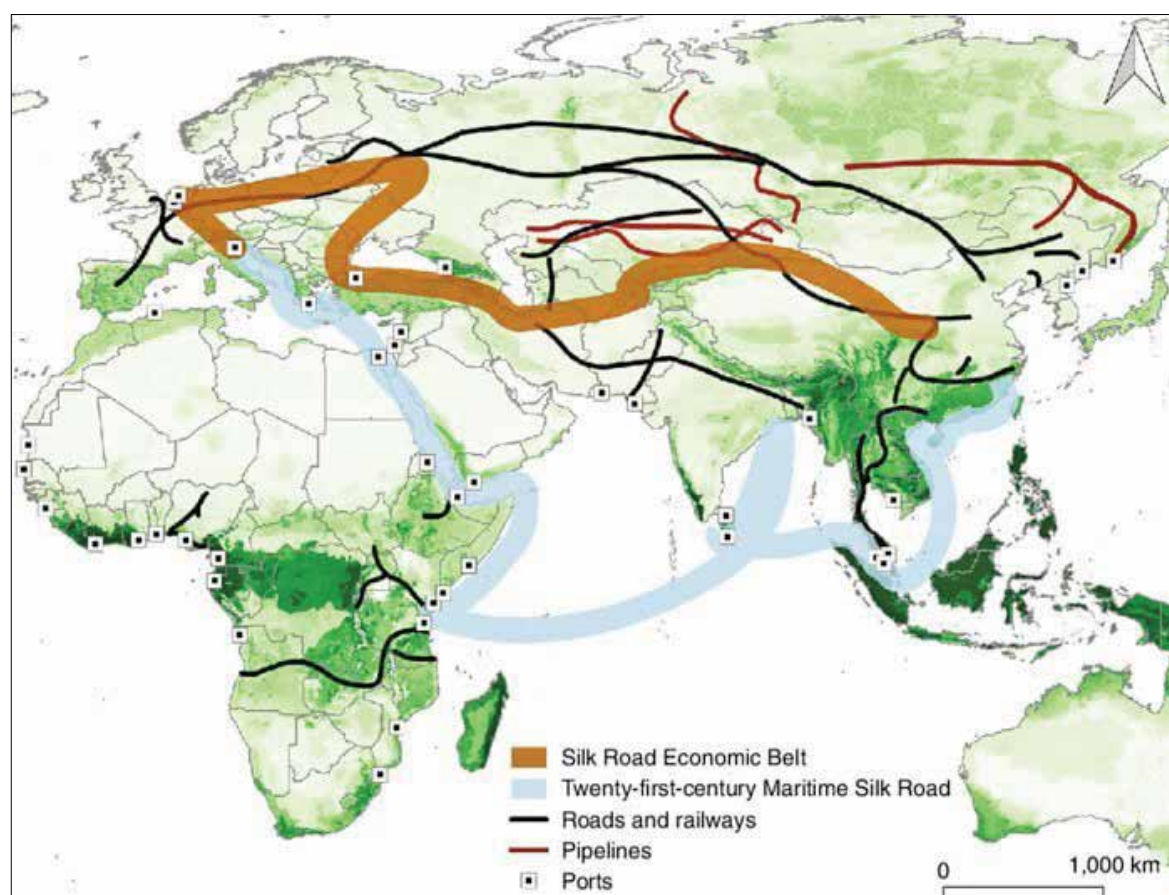 Silk Road Economic Belt
Twenty-first-century Maritime Silk Road
Roads and railways
Pipelines
Ports
0 1,000 km